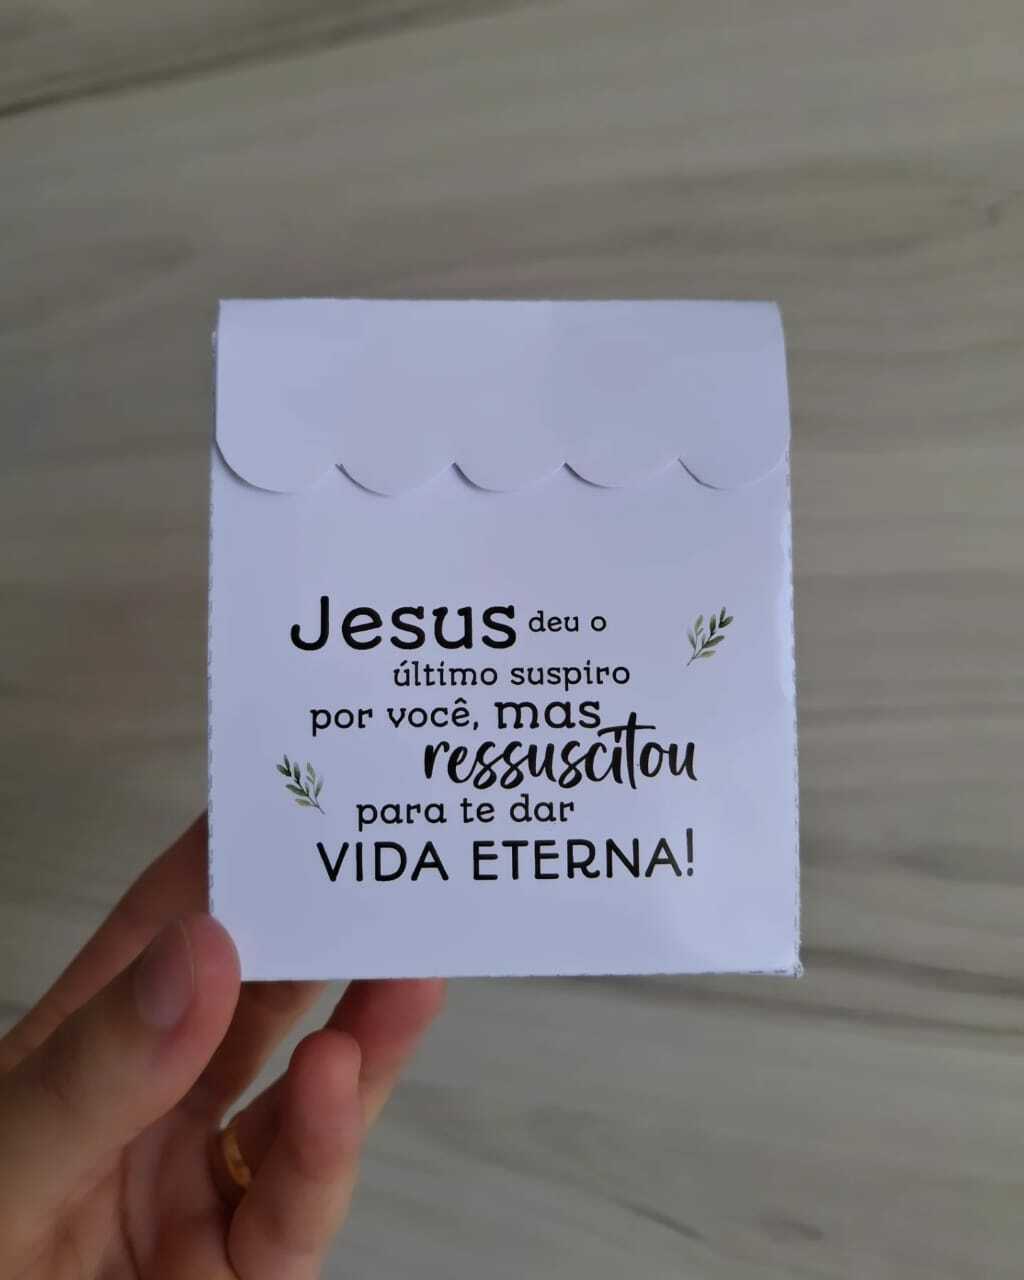 Jesus deu o
último suspiro
por você, mas
ressuscitou
para te dar
VIDA ETERNA!